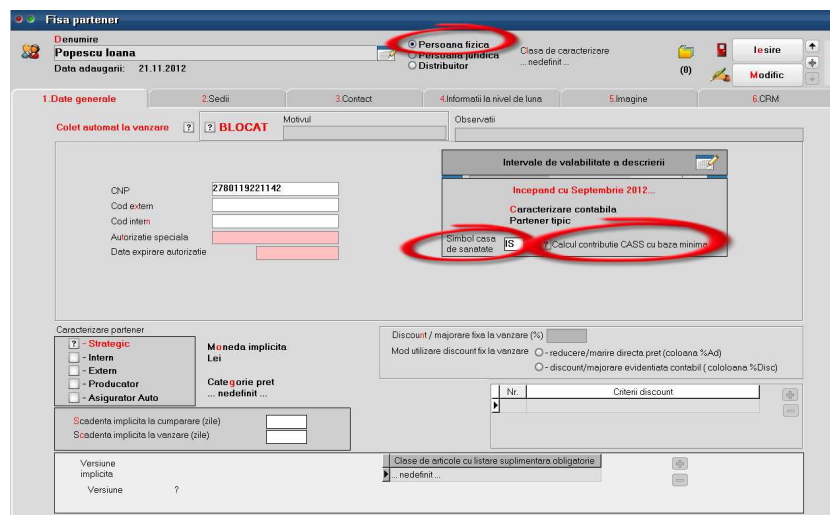 Fisa partener
Denumire
Popescu Ioana
Data adaugarii: 21.11.2012
Persoana fizica
Persoana juridica
Distribuitor
Clasa de caracterizare
... nedefinit ...
(0)
Iesire
Modific
1.Date generale
2.Sedii
3.Contact
4.Informatii la nivel de luna
5.Imagine
6.CRM
Colet automat la vanzare ?
? BLOCAT
Motivul
Observatii
Intervale de valabilitate a descrierii
Incepand cu Septembrie 2012...
Caracterizare contabila
Partener tipic
Simbol casa
de sanatate
IS
? Calcul contributie CASS cu baza minima
CNP 2780119221142
Cod extern
Cod intern
Autorizatie speciala
Data expirare autorizatie
Caracterizare partener
? - Strategic
- Intern
- Extern
- Producator
- Asigurator Auto
Moneda implicita
Lei
Categorie pret
... nedefinit ...
Discount / majorare fixa la vanzare (%)
Mod utilizare discount fix la vanzare
- reducere/marire directa pret (coloana %Ad)
- discount/majorare evidentiata contabil ( cololoana %Disc)
Nr. Criterii discount
Scadenta implicita la cumparare (zile)
Scadenta implicita la vanzare (zile)
Versiune
implicita
Versiune ?
Clase de articole cu listare suplimentara obligatorie
... nedefinit ...